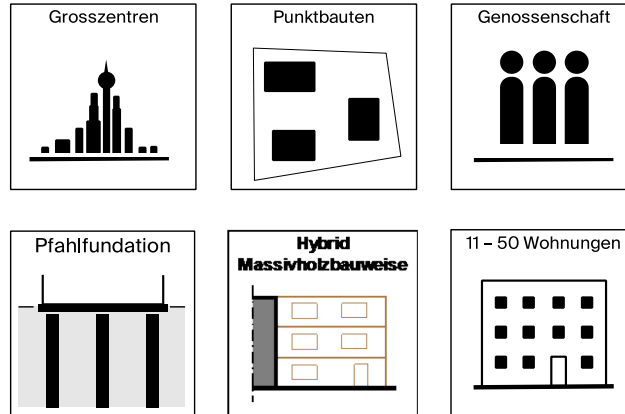 Grosszentren
Punktbauten
Genossenschaft
Pfahlfundation
Hybrid
Massivholzbauweise
11 – 50 Wohnungen